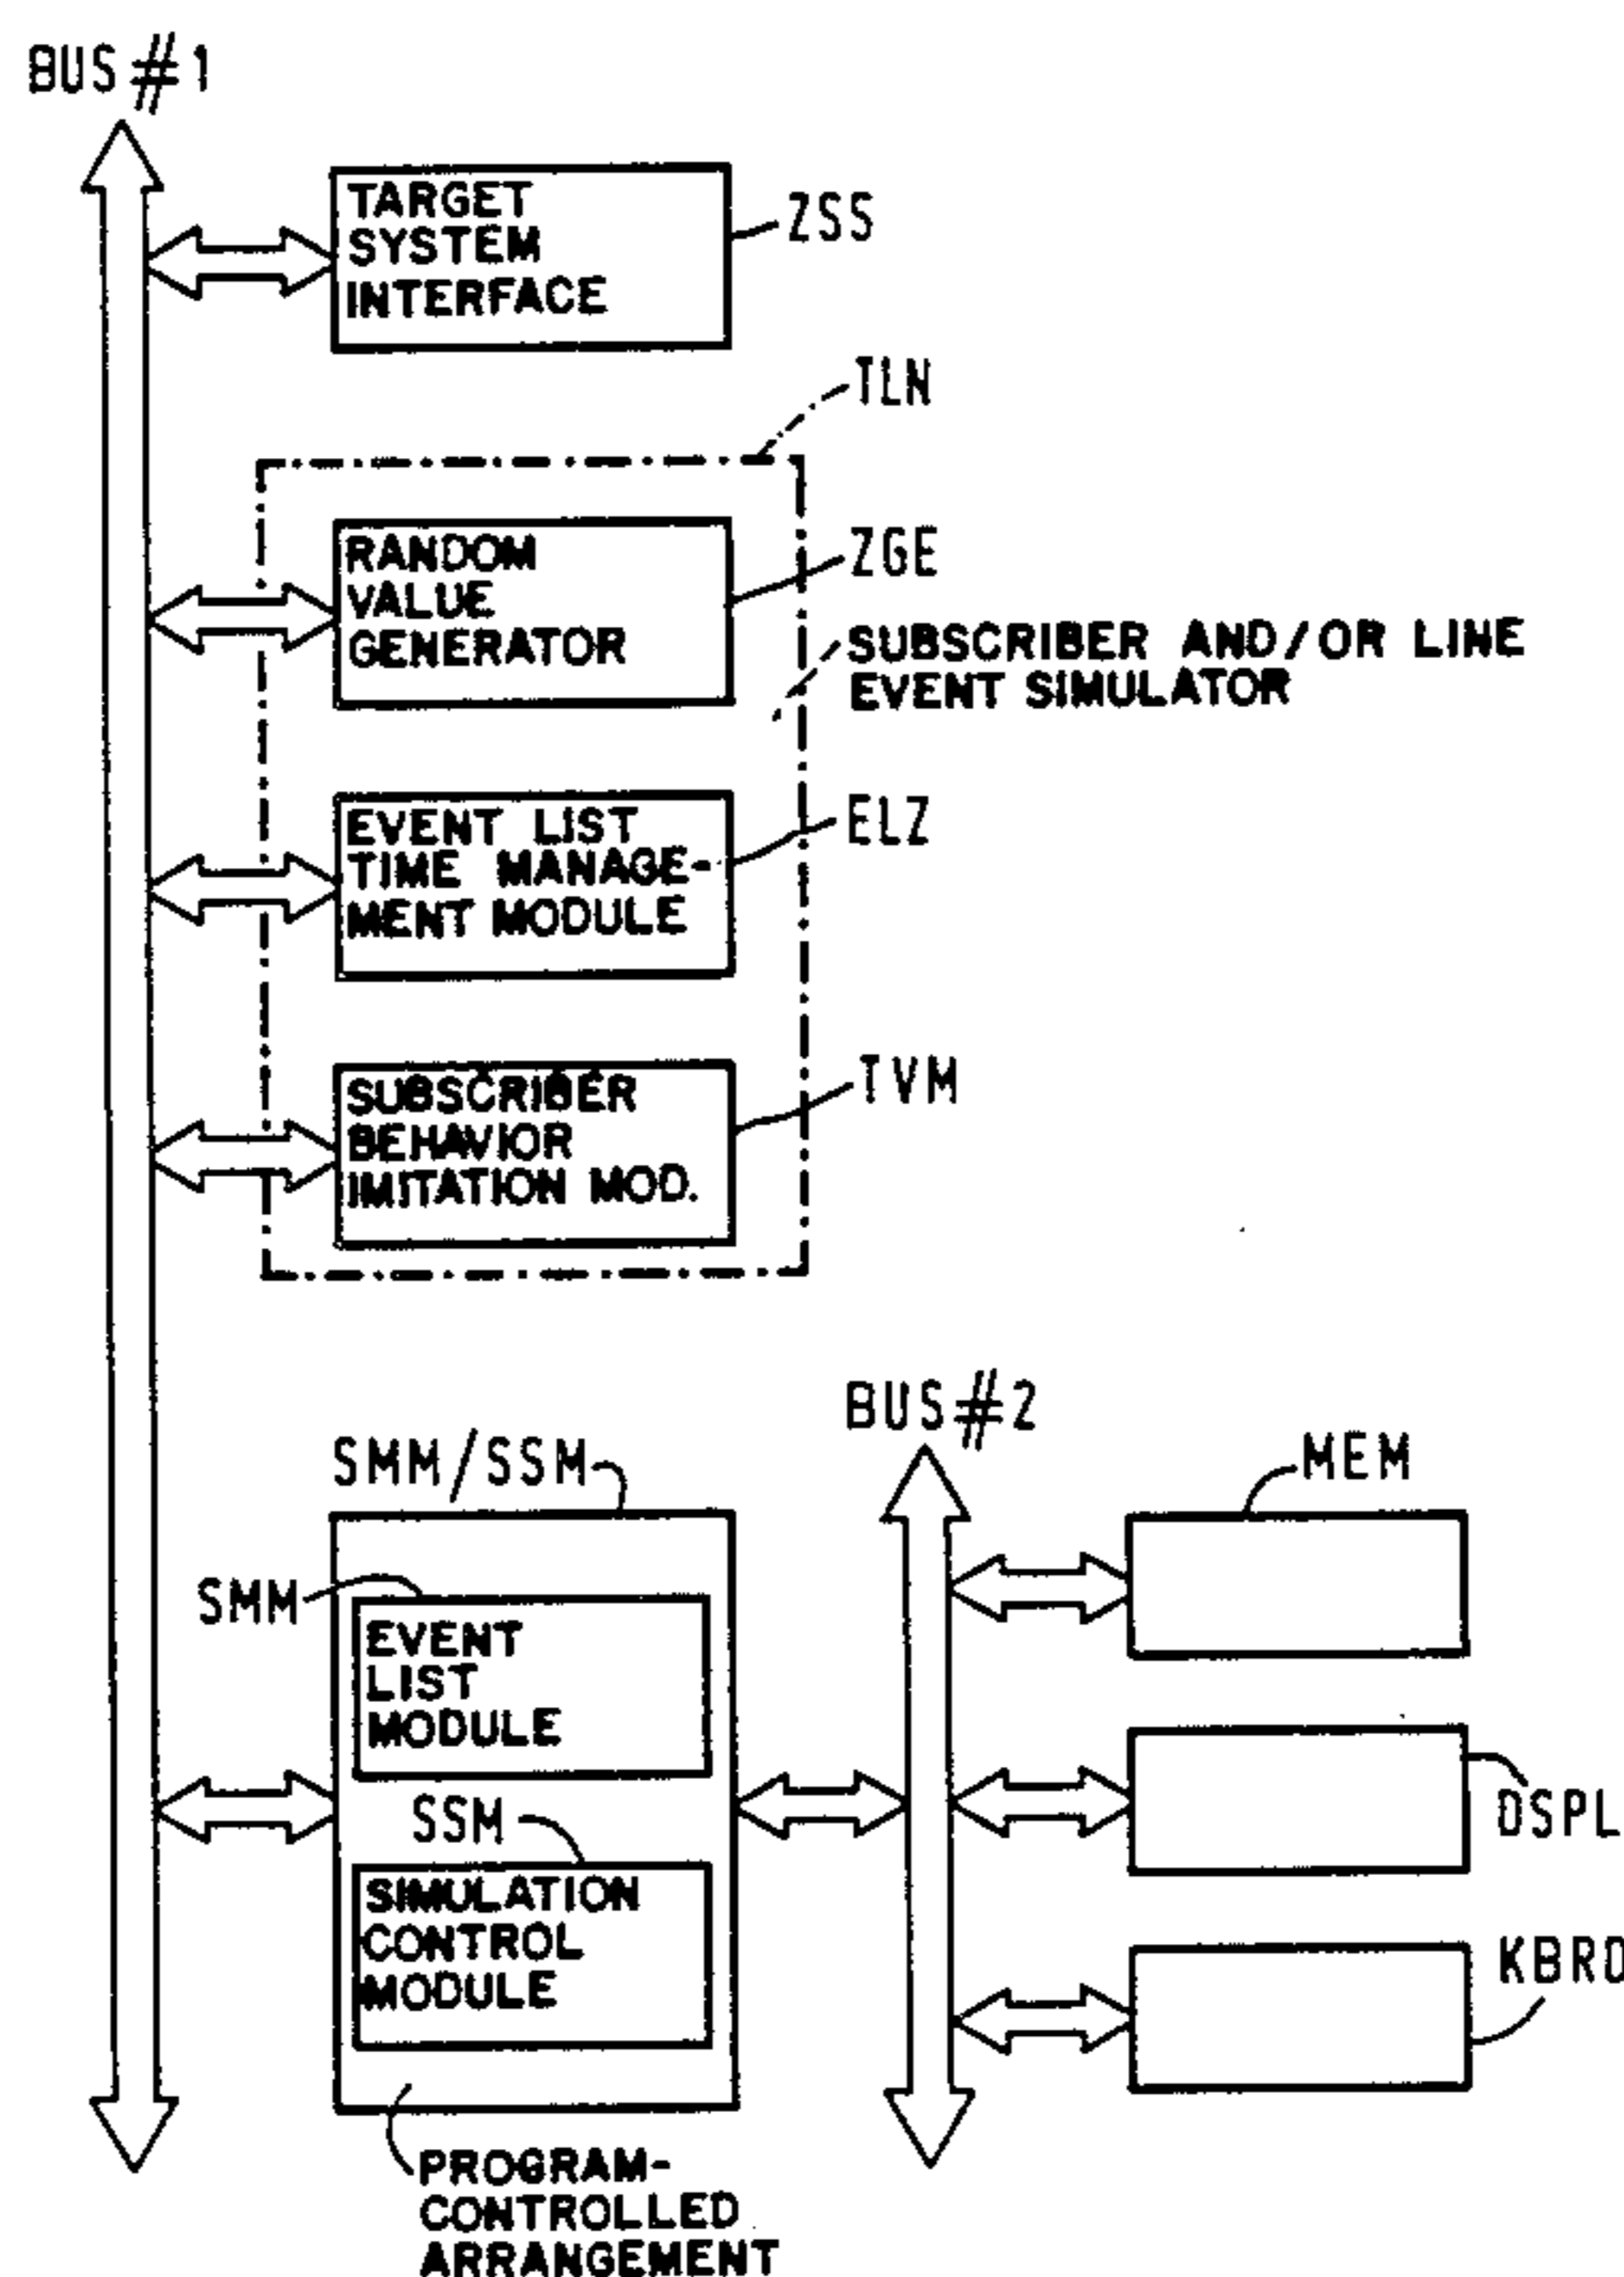 BUS #1
TARGET
SYSTEM
INTERFACE
ZSS
TLN
RANDOM
VALUE
GENERATOR
ZGE
SUBSCRIBER AND/OR LINE
EVENT SIMULATOR
EVENT LIST
TIME MANAGE-
MENT MODULE
ELZ
SUBSCRIBER
BEHAVIOR
IMITATION MOD.
TVM
BUS #2
SMM/SSM
MEM
SMM
EVENT
LIST
MODULE
DSPL
SSM
SIMULATION
CONTROL
MODULE
KBRD
PROGRAM-
CONTROLLED
ARRANGEMENT